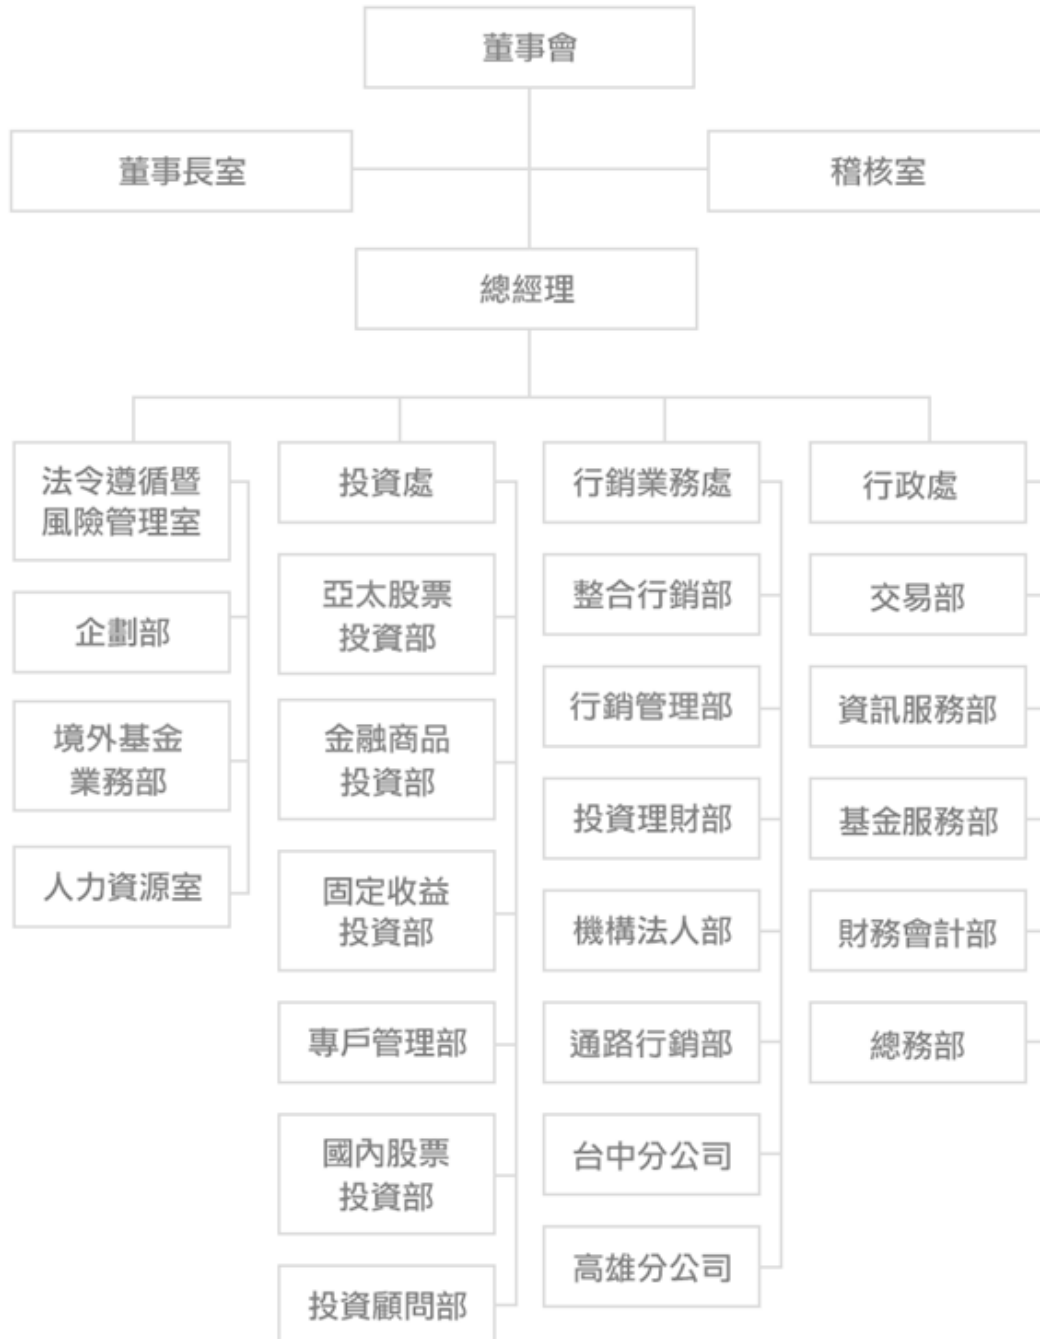 董事會
董事長室
稽核室
總經理
法令遵循暨
風險管理室
企劃部
境外基金
業務部
人力資源室
投資處
亞太股票
投資部
金融商品
投資部
固定收益
投資部
專戶管理部
國內股票
投資部
投資顧問部
行銷業務處
整合行銷部
行銷管理部
投資理財部
機構法人部
通路行銷部
台中分公司
高雄分公司
行政處
交易部
資訊服務部
基金服務部
財務會計部
總務部